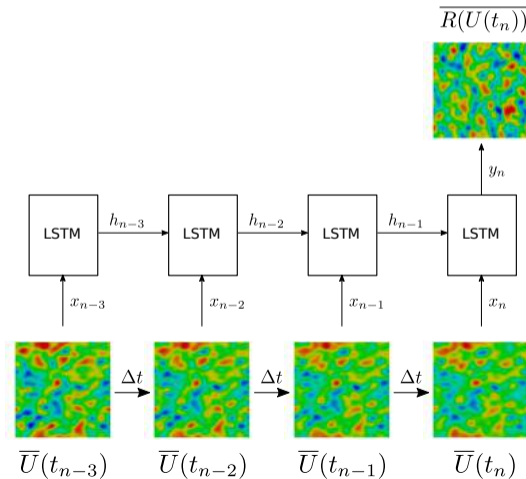 $\overline{R(U(t_n))}$
$y_n$
LSTM $h_{n-3}$ LSTM $h_{n-2}$ LSTM $h_{n-1}$ LSTM
$x_{n-3}$ $x_{n-2}$ $x_{n-1}$ $x_n$
$\Delta t$ $\Delta t$ $\Delta t$
$\overline{U}(t_{n-3})$ $\overline{U}(t_{n-2})$ $\overline{U}(t_{n-1})$ $\overline{U}(t_n)$